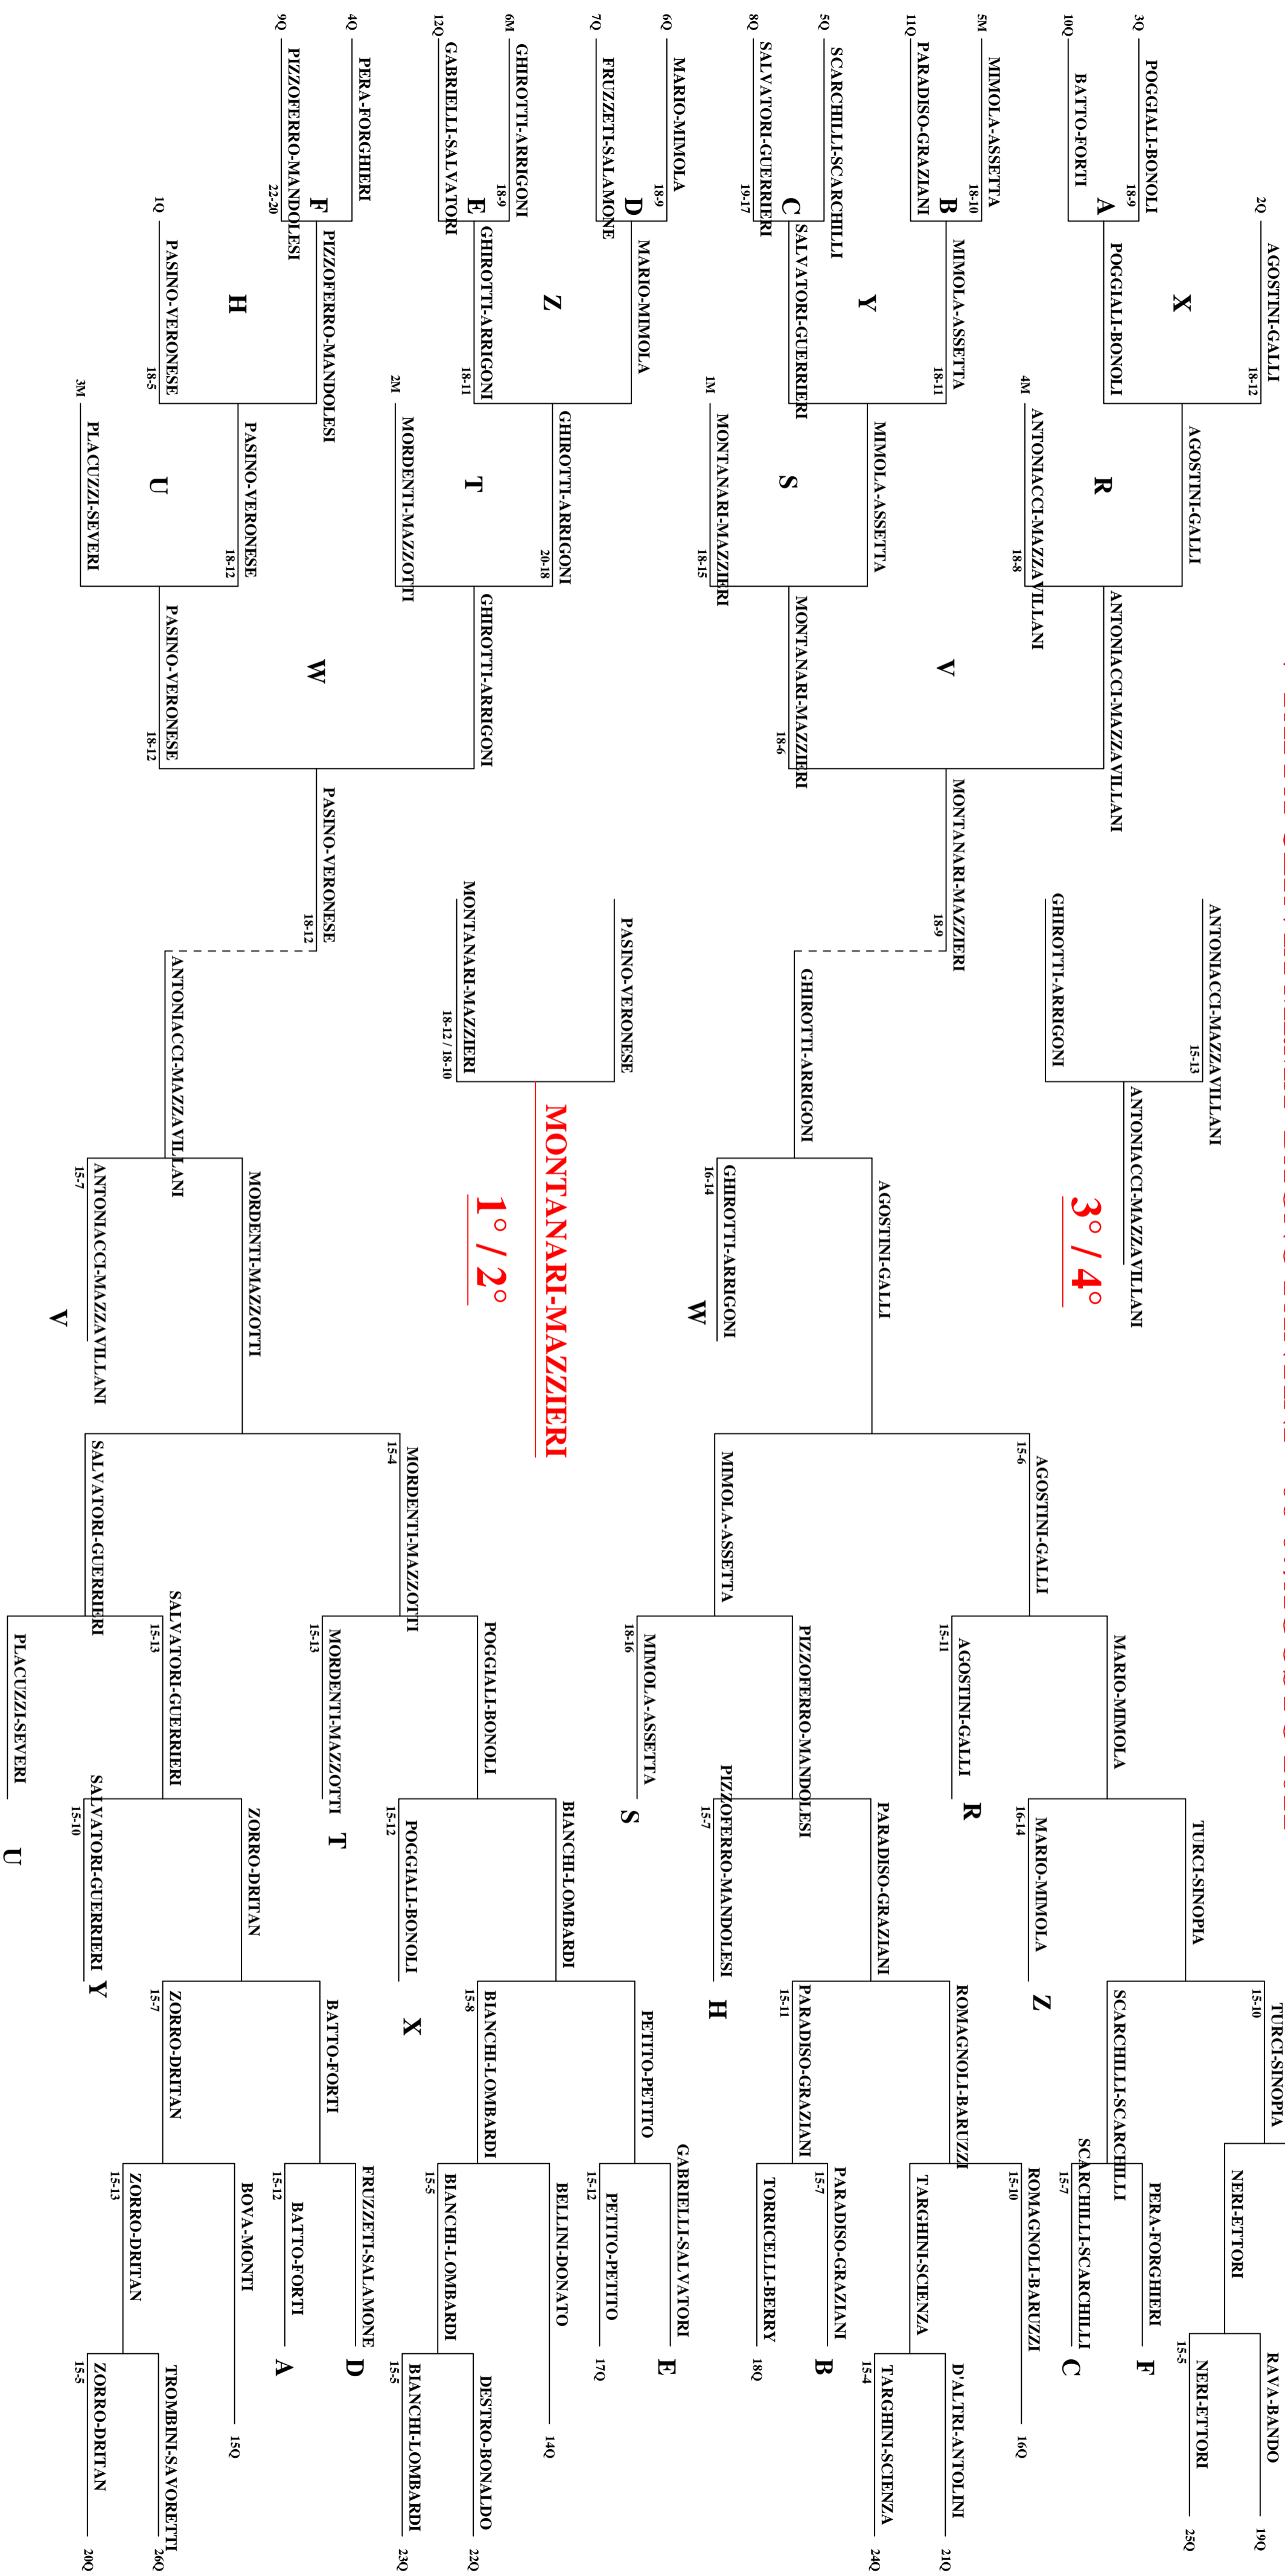 2Q
AGOSTINI-GALLI
18-12
X
3Q
POGGIALI-BONOLI
18-9
A
10Q
BATTO-FORTI
POGGIALI-BONOLI
AGOSTINI-GALLI
R
4M
ANTONIACCI-MAZZAVILLANI
18-8
ANTONIACCI-MAZZAVILLANI
5M
MIMOLA-ASSETTA
18-10
B
11Q
PARADISO-GRAZIANI
MIMOLA-ASSETTA
18-11
Y
5Q
SCARCHILLI-SCARCHILLI
C
8Q
SALVATORI-GUERRIERI
19-17
SALVATORI-GUERRIERI
MIMOLA-ASSETTA
S
1M
MONTANARI-MAZZIERI
18-15
MONTANARI-MAZZIERI
18-6
V
MONTANARI-MAZZIERI
18-9
6Q
MARIO-MIMOLA
18-9
D
7Q
FRUZZETI-SALAMONE
MARIO-MIMOLA
Z
6M
GHIROTTI-ARRIGONI
18-9
E
12Q
GABRIELLI-SALVATORI
GHIROTTI-ARRIGONI
18-11
GHIROTTI-ARRIGONI
20-18
T
2M
MORDENTI-MAZZOTTI
GHIROTTI-ARRIGONI
W
4Q
PERA-FORGHIERI
F
9Q
PIZZOFERRO-MANDOLESI
22-20
PIZZOFERRO-MANDOLESI
H
1Q
PASINO-VERONESE
18-5
PASINO-VERONESE
18-12
U
3M
PLACUZZI-SEVERI
PASINO-VERONESE
18-12
PASINO-VERONESE
18-12
ANTONIACCI-MAZZAVILLANI
15-13
GHIROTTI-ARRIGONI
ANTONIACCI-MAZZAVILLANI
3° / 4°
PASINO-VERONESE
MONTANARI-MAZZIERI
18-12 / 18-10
MONTANARI-MAZZIERI
1° / 2°
GHIROTTI-ARRIGONI
AGOSTINI-GALLI
GHIROTTI-ARRIGONI
16-14
W
ANTONIACCI-MAZZAVILLANI
MORDENTI-MAZZOTTI
ANTONIACCI-MAZZAVILLANI
15-7
V
AGOSTINI-GALLI
15-6
MIMOLA-ASSETTA
MORDENTI-MAZZOTTI
15-4
SALVATORI-GUERRIERI
MARIO-MIMOLA
AGOSTINI-GALLI
15-11
R
PIZZOFERRO-MANDOLESI
MIMOLA-ASSETTA
18-16
S
POGGIALI-BONOLI
MORDENTI-MAZZOTTI
15-13
T
SALVATORI-GUERRIERI
15-13
PLACUZZI-SEVERI
U
TURCI-SINOPIA
MARIO-MIMOLA
16-14
Z
PARADISO-GRAZIANI
PIZZOFERRO-MANDOLESI
15-7
H
BIANCHI-LOMBARDI
POGGIALI-BONOLI
15-12
X
ZORRO-DRITAN
SALVATORI-GUERRIERI
15-10
Y
TURCI-SINOPIA
15-10
SCARCHILLI-SCARCHILLI
ROMAGNOLI-BARUZZI
PARADISO-GRAZIANI
15-11
PETITO-PETITO
BIANCHI-LOMBARDI
15-8
BATTO-FORTI
ZORRO-DRITAN
15-7
NERI-ETTORI
PERA-FORGHIERI
F
SCARCHILLI-SCARCHILLI
15-7
C
ROMAGNOLI-BARUZZI
15-10
16Q
TARGHINI-SCIENZA
PARADISO-GRAZIANI
15-7
B
TORRICELLI-BERRY
18Q
GABRIELLI-SALVATORI
E
PETITO-PETITO
15-12
17Q
BELLINI-DONATO
14Q
BIANCHI-LOMBARDI
15-5
FRUZZETI-SALAMONE
D
BATTO-FORTI
15-12
A
BOVA-MONTI
15Q
ZORRO-DRITAN
15-13
RAVA-BANDO
19Q
NERI-ETTORI
15-5
25Q
D'ALTRI-ANTOLINI
21Q
TARGHINI-SCIENZA
15-4
24Q
DESTRO-BONALDO
22Q
BIANCHI-LOMBARDI
15-5
23Q
TROMBINI-SAVORETTI
26Q
ZORRO-DRITAN
15-5
20Q